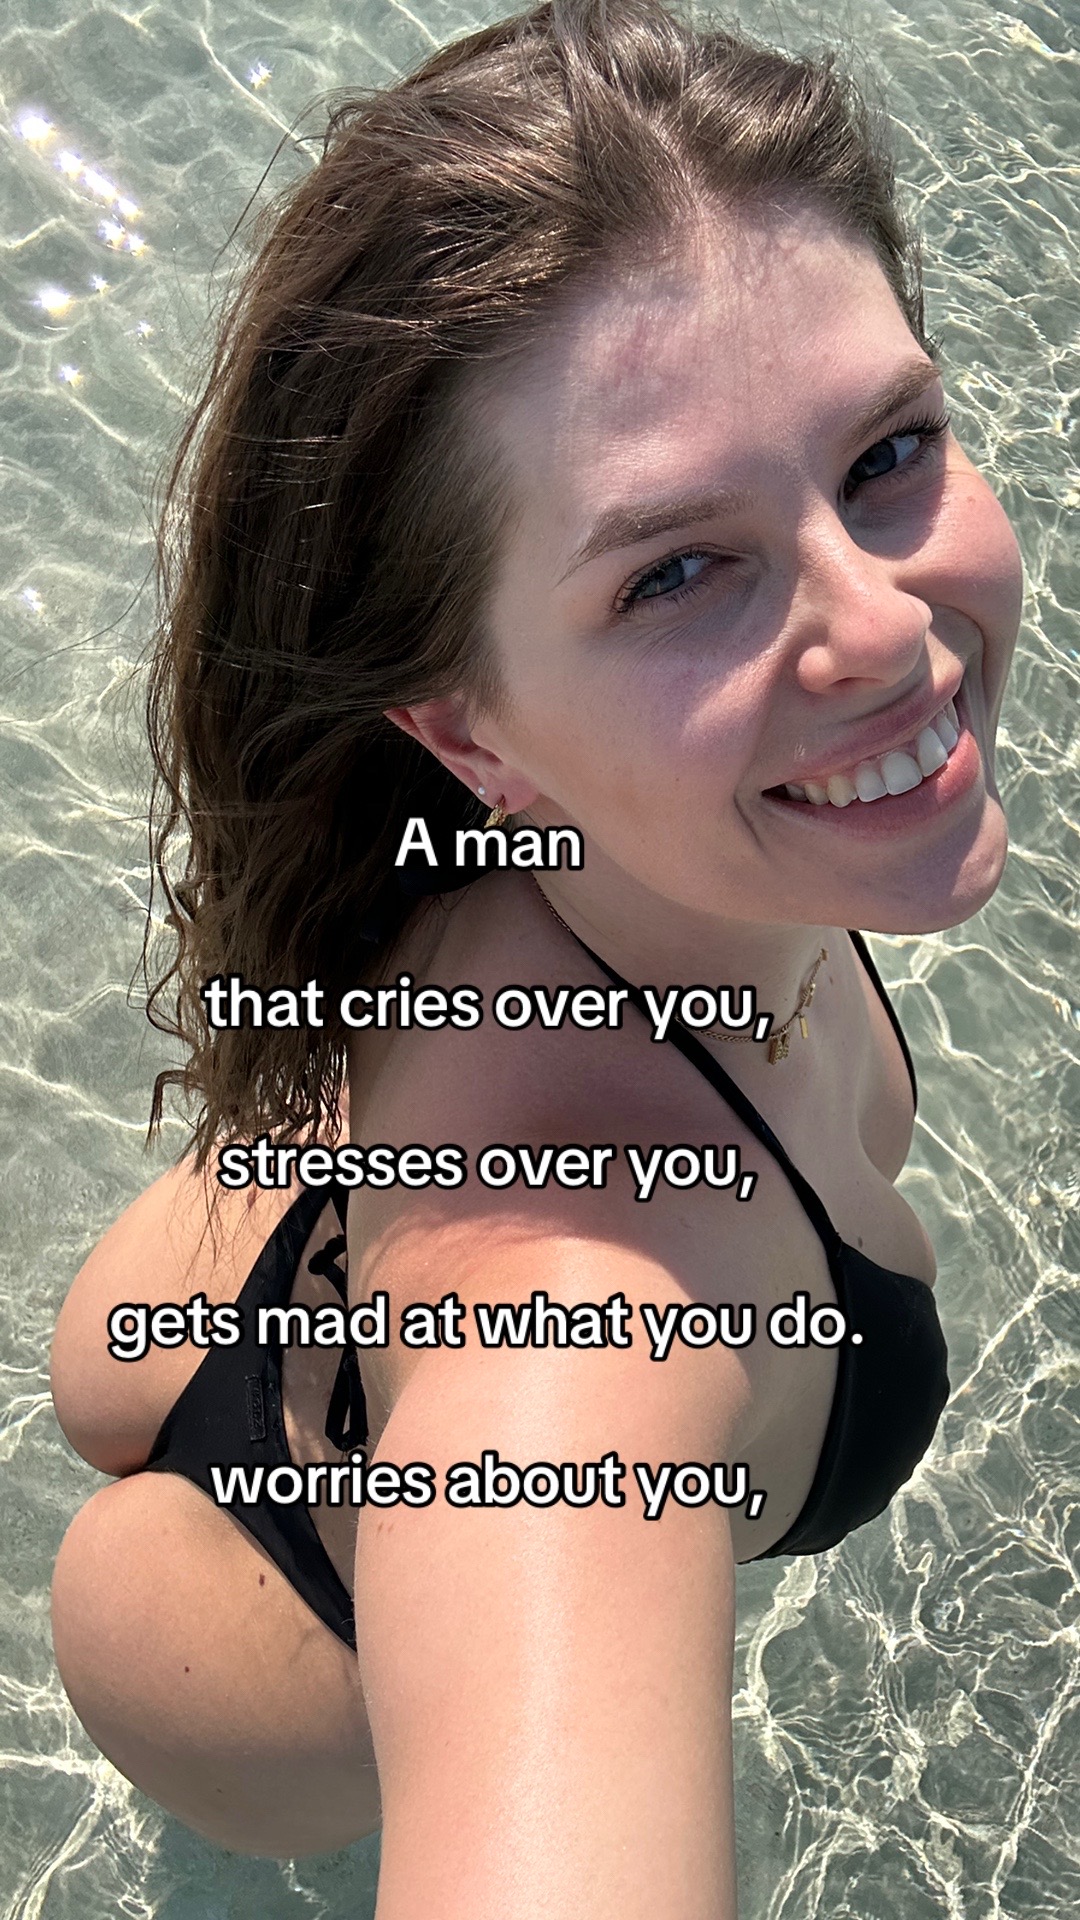 A man
that cries over you,
stresses over you,
gets mad at what you do.
worries about you,